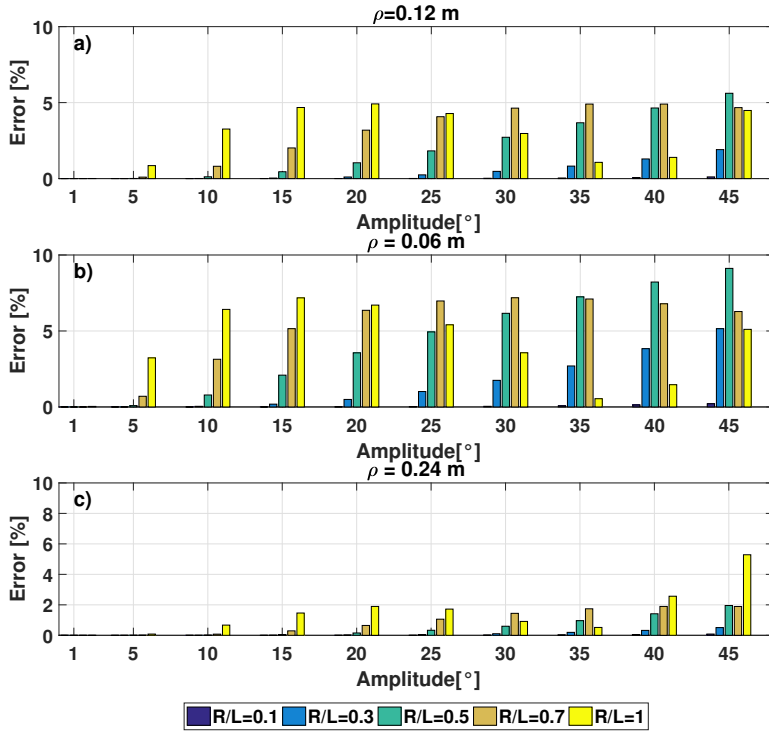 ρ=0.12 m
10
a)
5
0
Error [%]
1 5 10 15 20 25 30 35 40 45
Amplitude[°]
ρ = 0.06 m
10
b)
5
0
Error [%]
1 5 10 15 20 25 30 35 40 45
Amplitude[°]
ρ = 0.24 m
10
c)
8
6
4
2
0
Error [%]
1 5 10 15 20 25 30 35 40 45
Amplitude[°]
R/L=0.1 R/L=0.3 R/L=0.5 R/L=0.7 R/L=1